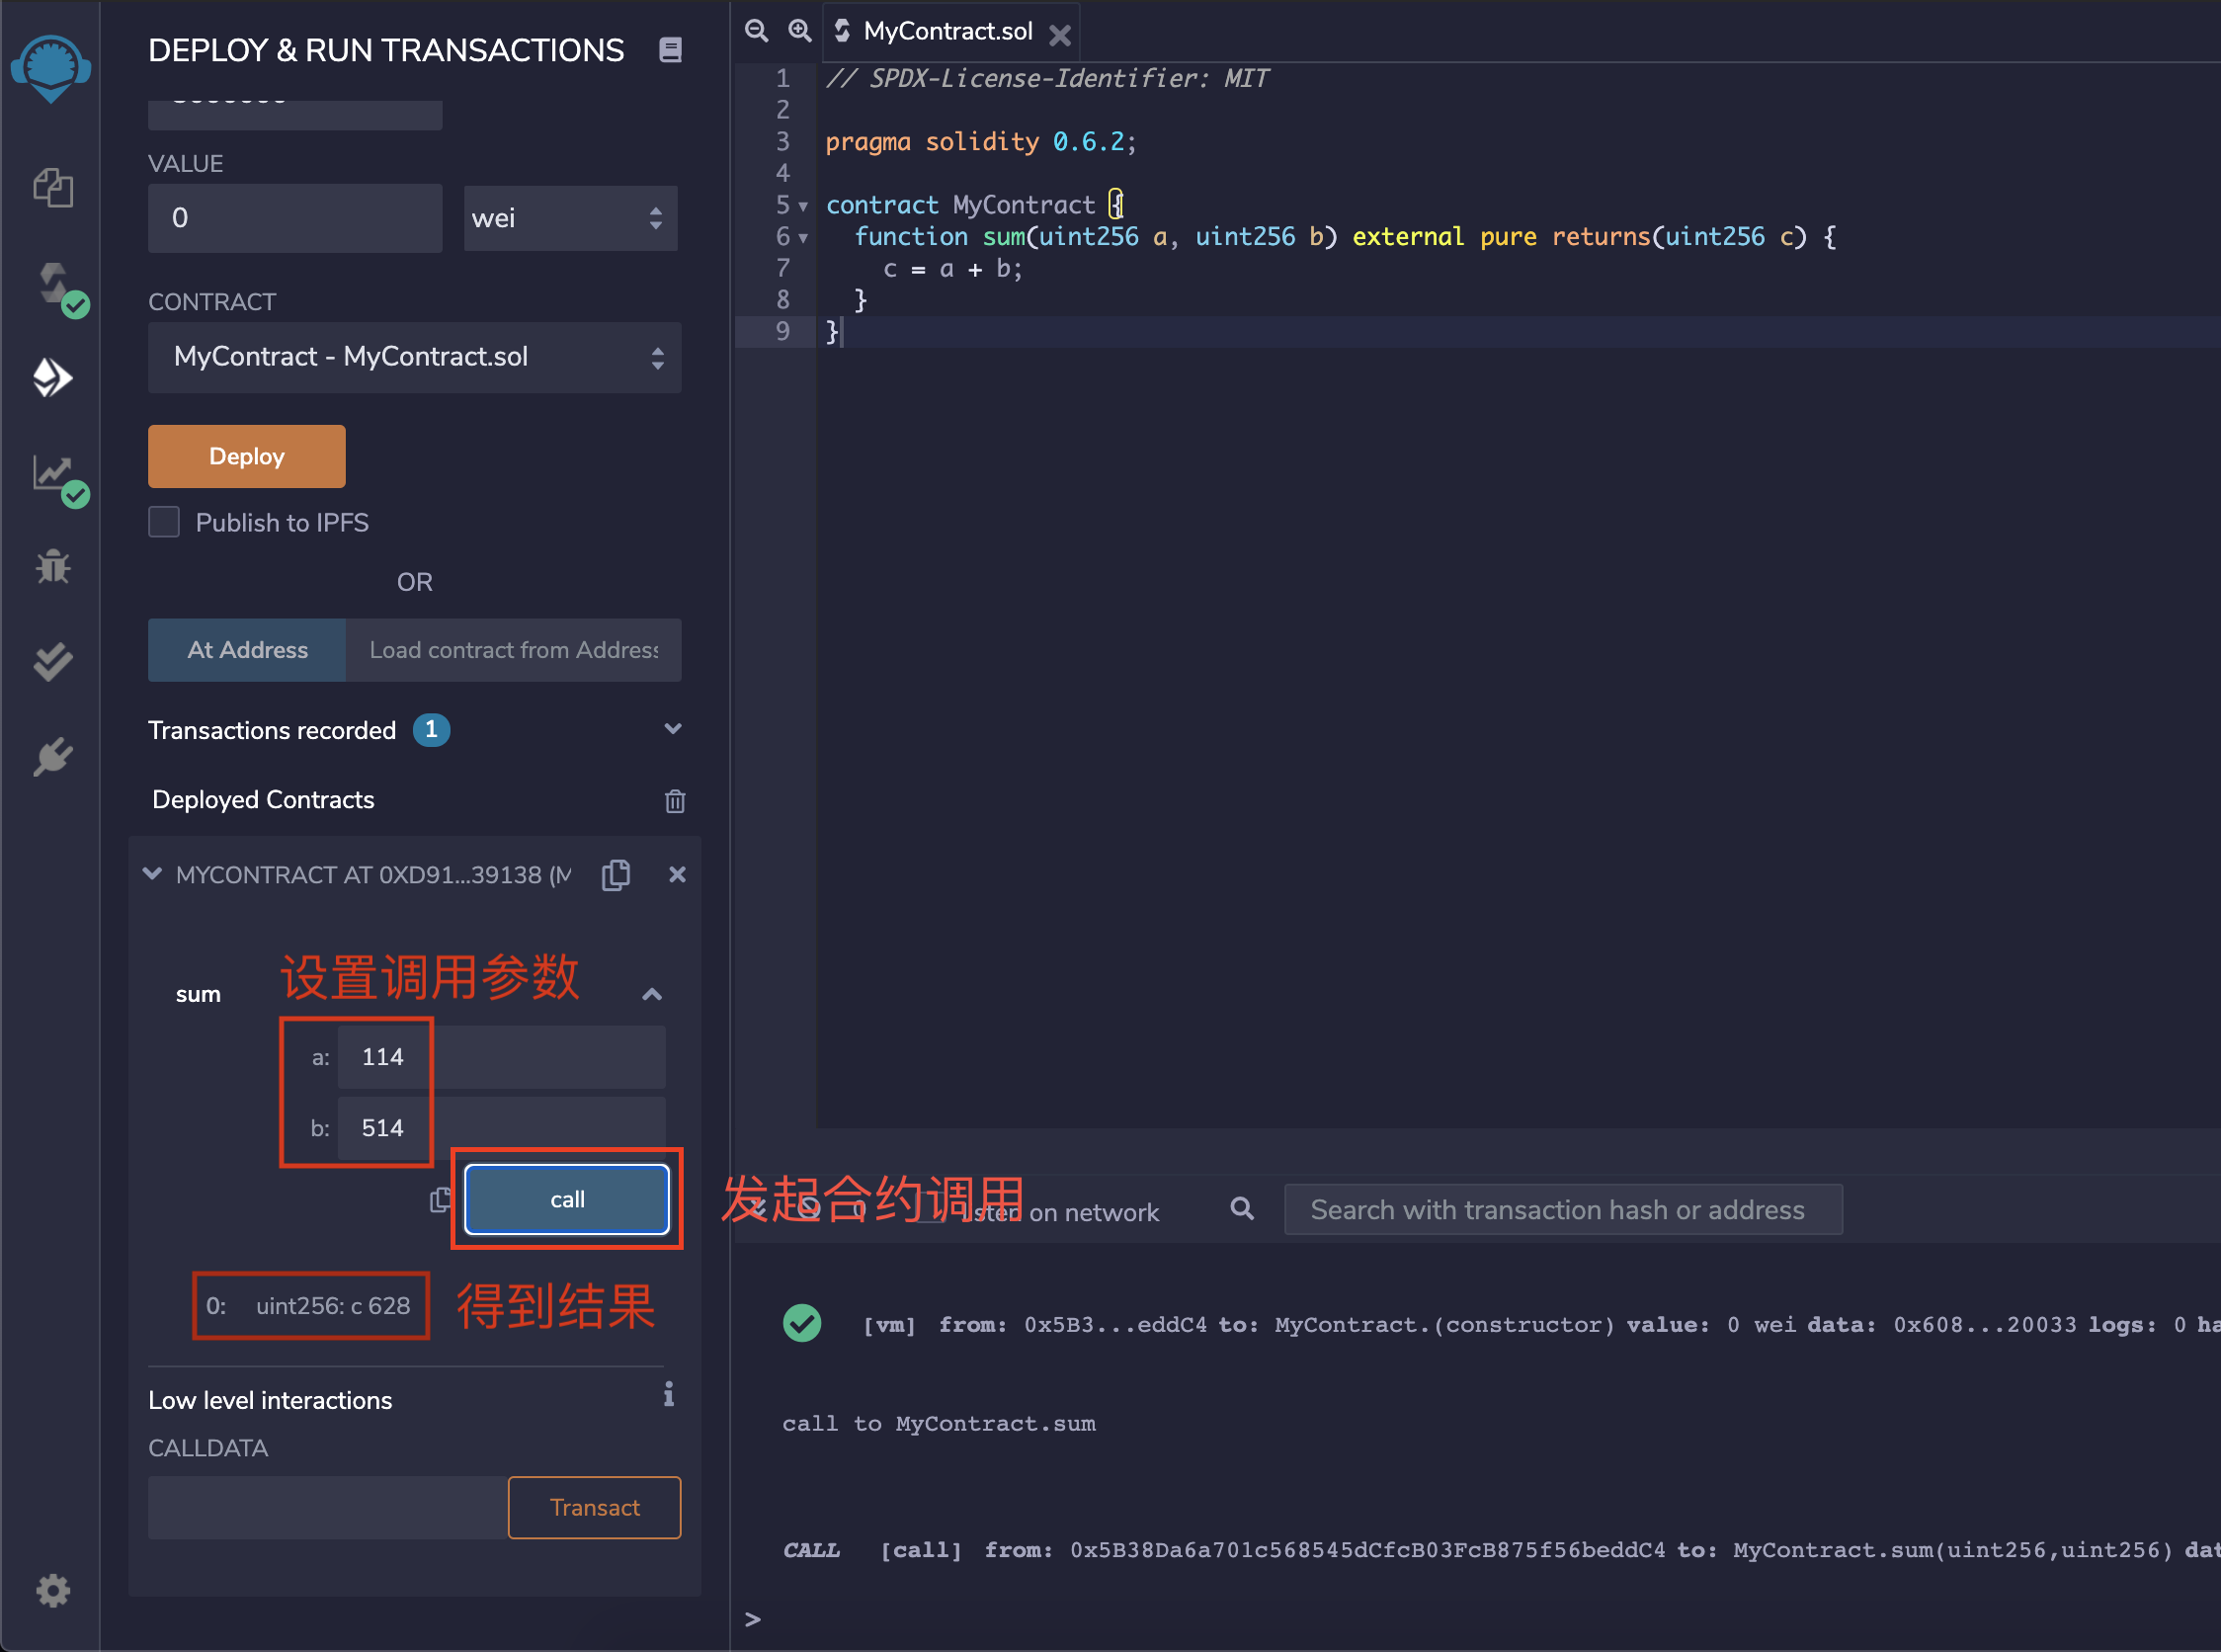 DEPLOY & RUN TRANSACTIONS
VALUE
0
wei
CONTRACT
MyContract - MyContract.sol
Deploy
Publish to IPFS
OR
At Address
Load contract from Address
Transactions recorded 1
Deployed Contracts
MYCONTRACT AT 0XD91...39138 (M
sum
设置调用参数
a: 114
b: 514
call
发起合约调用
0: uint256: c 628
得到结果
Low level interactions
CALLDATA
Transact
MyContract.sol
1 // SPDX-License-Identifier: MIT
2
3 pragma solidity 0.6.2;
4
5 contract MyContract {
6 function sum(uint256 a, uint256 b) external pure returns(uint256 c) {
7 c = a + b;
8 }
9 }
0
listen on network
Search with transaction hash or address
[vm] from: 0x5B3...eddC4 to: MyContract.(constructor) value: 0 wei data: 0x608...20033 logs: 0 ha
call to MyContract.sum
CALL [call] from: 0x5B38Da6a701c568545dCfcB03FcB875f56beddC4 to: MyContract.sum(uint256,uint256) dat
>